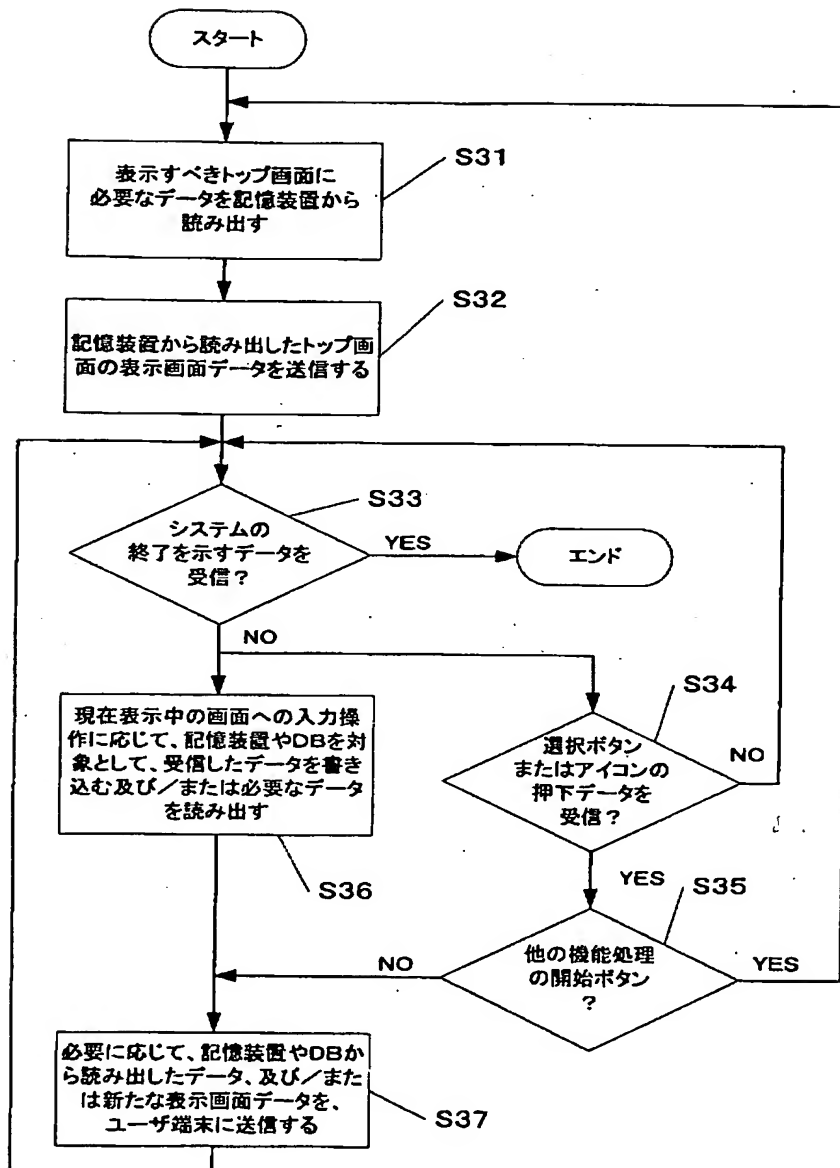 スタート
表示すべきトップ画面に
必要なデータを記憶装置から
読み出す
S31
記憶装置から読み出したトップ画
面の表示画面データを送信する
S32
システムの
終了を示すデータを
受信?
S33
YES
エンド
NO
現在表示中の画面への入力操
作に応じて、記憶装置やDBを対
象として、受信したデータを書き
込む及び/または必要なデータ
を読み出す
S36
選択ボタン
またはアイコンの
押下データを
受信?
S34
NO
YES
他の機能処理
の開始ボタン
?
S35
NO
YES
必要に応じて、記憶装置やDBか
ら読み出したデータ、及び/また
は新たな表示画面データを、
ユーザ端末に送信する
S37